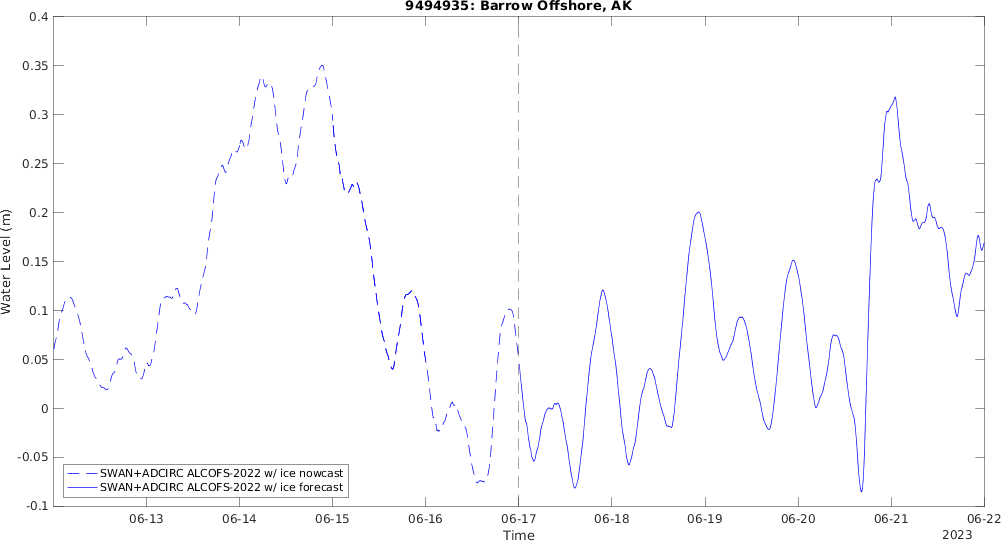 9494935: Barrow Offshore, AK
0.4
0.35
0.3
0.25
0.2
0.15
0.1
0.05
0
-0.05
-0.1
Water Level (m)
SWAN+ADCIRC ALCOFS-2022 w/ ice nowcast
SWAN+ADCIRC ALCOFS-2022 w/ ice forecast
06-13 06-14 06-15 06-16 06-17 06-18 06-19 06-20 06-21 06-22
Time
2023